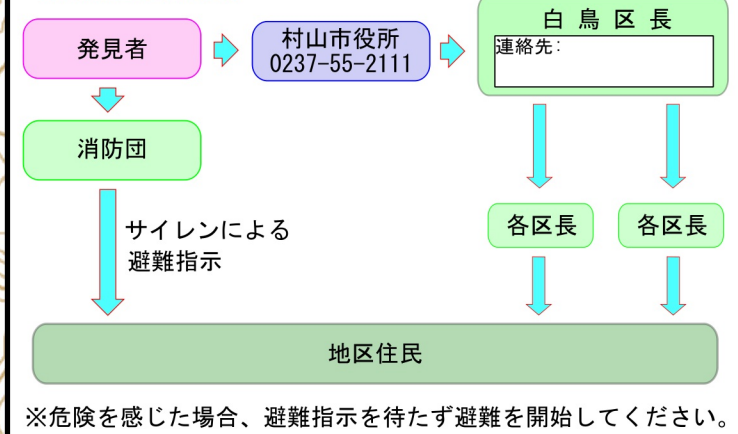 発見者
村山市役所
0237-55-2111
白鳥区長
連絡先:
消防団
サイレンによる
避難指示
各区長
各区長
地区住民
※危険を感じた場合、避難指示を待たず避難を開始してください。